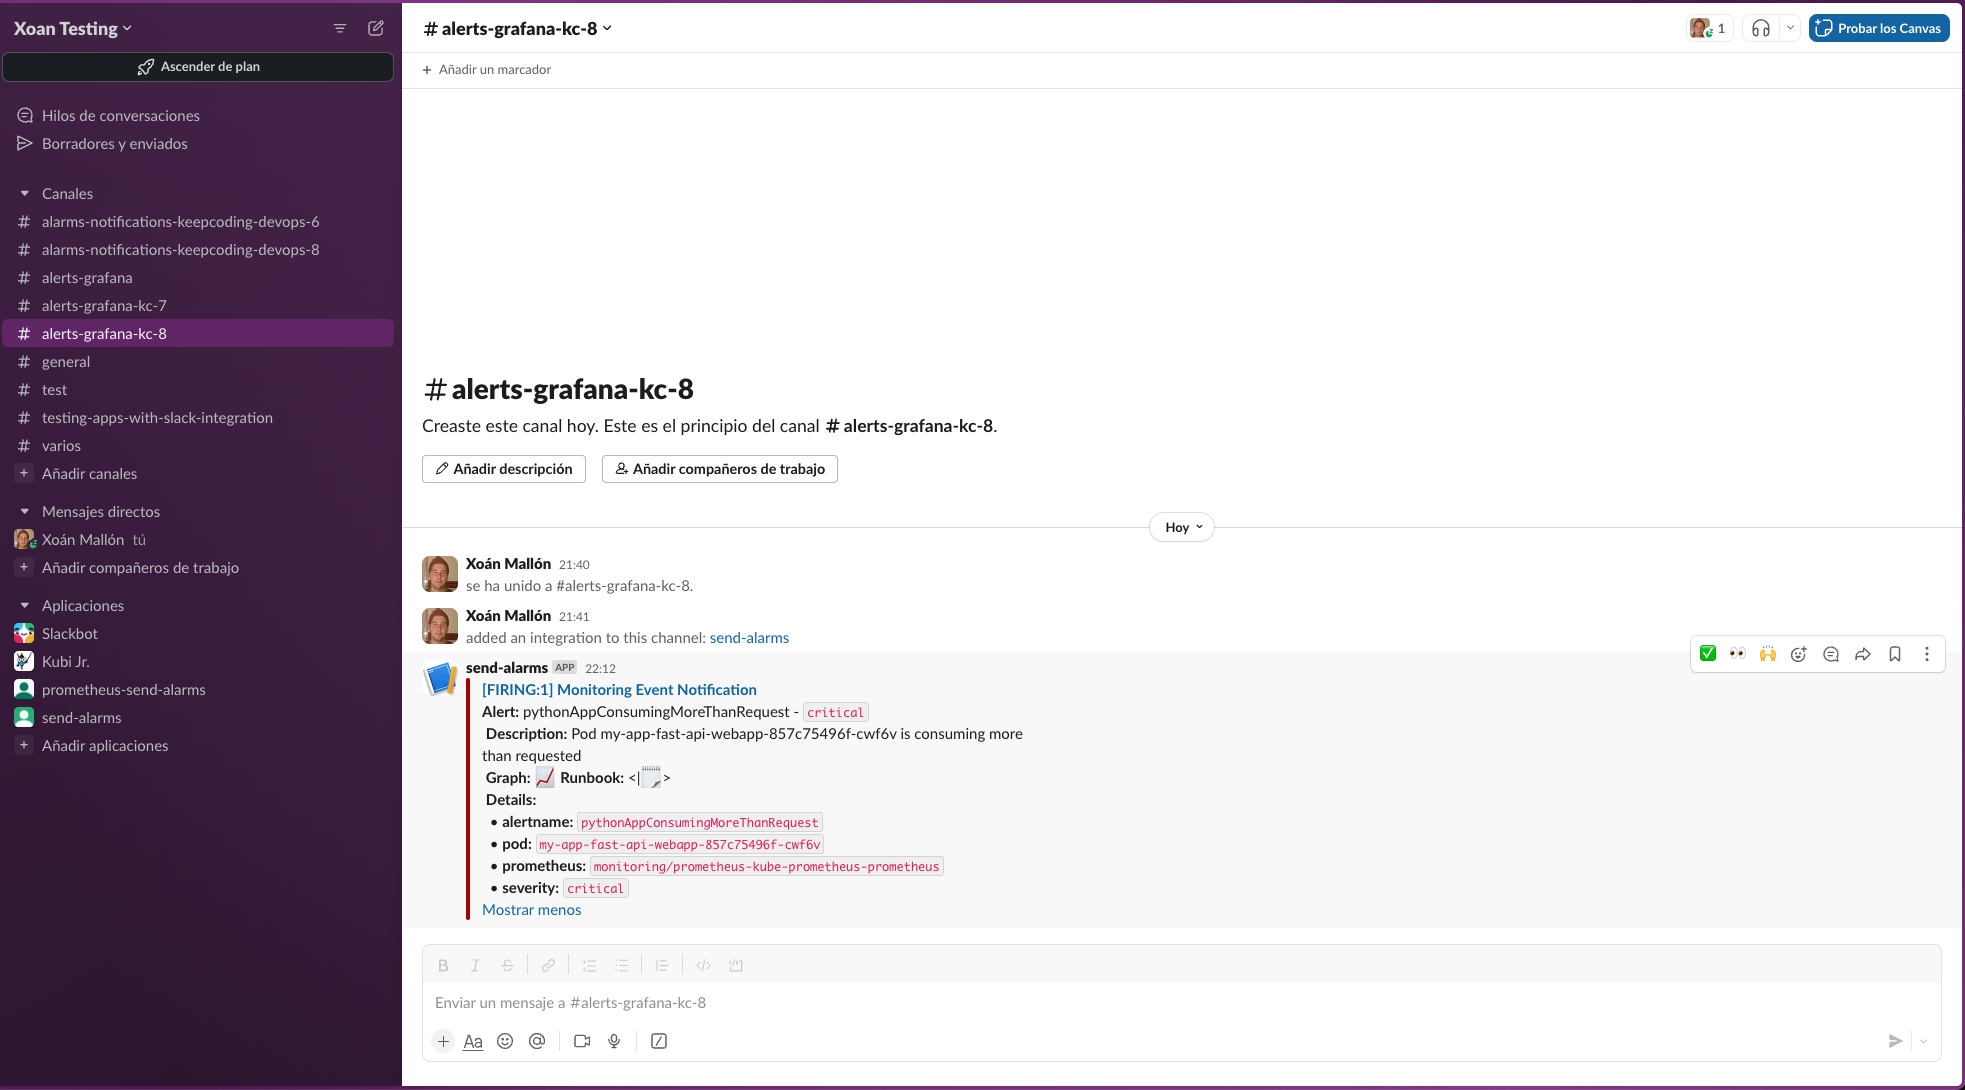 Xoan Testing
Ascender de plan
Hilos de conversaciones
Borradores y enviados
Canales
# alarms-notifications-keepcoding-devops-6
# alarms-notifications-keepcoding-devops-8
# alerts-grafana
# alerts-grafana-kc-7
# alerts-grafana-kc-8
# general
# test
# testing-apps-with-slack-integration
# varios
+ Añadir canales
Mensajes directos
Xoán Mallón tú
+ Añadir compañeros de trabajo
Aplicaciones
Slackbot
Kubi Jr.
prometheus-send-alarms
send-alarms
+ Añadir aplicaciones
# alerts-grafana-kc-8
1
Probar los Canvas
+ Añadir un marcador
# alerts-grafana-kc-8
Creaste este canal hoy. Este es el principio del canal # alerts-grafana-kc-8.
Añadir descripción
Añadir compañeros de trabajo
Hoy
Xoán Mallón 21:40
se ha unido a #alerts-grafana-kc-8.
Xoán Mallón 21:41
added an integration to this channel: send-alarms
send-alarms APP 22:12
[FIRING:1] Monitoring Event Notification
Alert: pythonAppConsumingMoreThanRequest - critical
Description: Pod my-app-fast-api-webapp-857c75496f-cwf6v is consuming more
than requested
Graph: 📈 Runbook: <|🗒>
Details:
• alertname: pythonAppConsumingMoreThanRequest
• pod: my-app-fast-api-webapp-857c75496f-cwf6v
• prometheus: monitoring/prometheus-kube-prometheus-prometheus
• severity: critical
Mostrar menos
B I S
Enviar un mensaje a #alerts-grafana-kc-8
+ Aa @